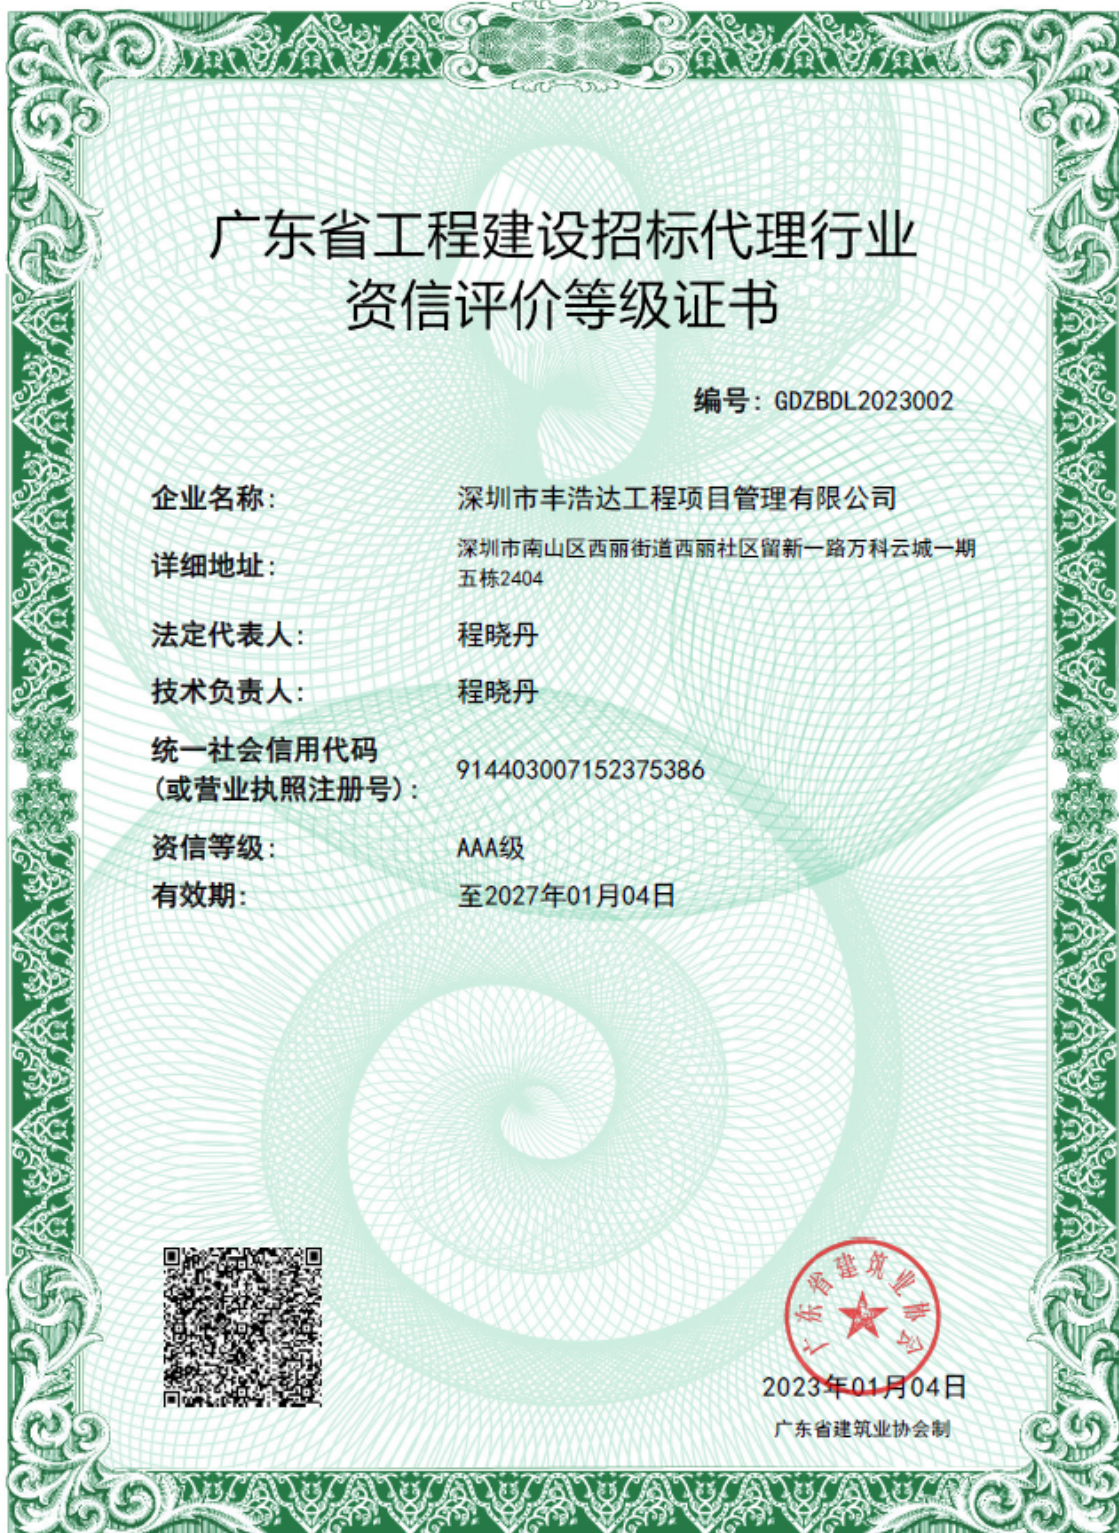 广东省工程建设招标代理行业
资信评价等级证书
编号：GDZBDL2023002
企业名称： 深圳市丰浩达工程项目管理有限公司
详细地址： 深圳市南山区西丽街道西丽社区留新一路万科云城一期
五栋2404
法定代表人： 程晓丹
技术负责人： 程晓丹
统一社会信用代码
(或营业执照注册号)： 914403007152375386
资信等级： AAA级
有效期： 至2027年01月04日
广东省建筑业协会
2023年01月04日
广东省建筑业协会制